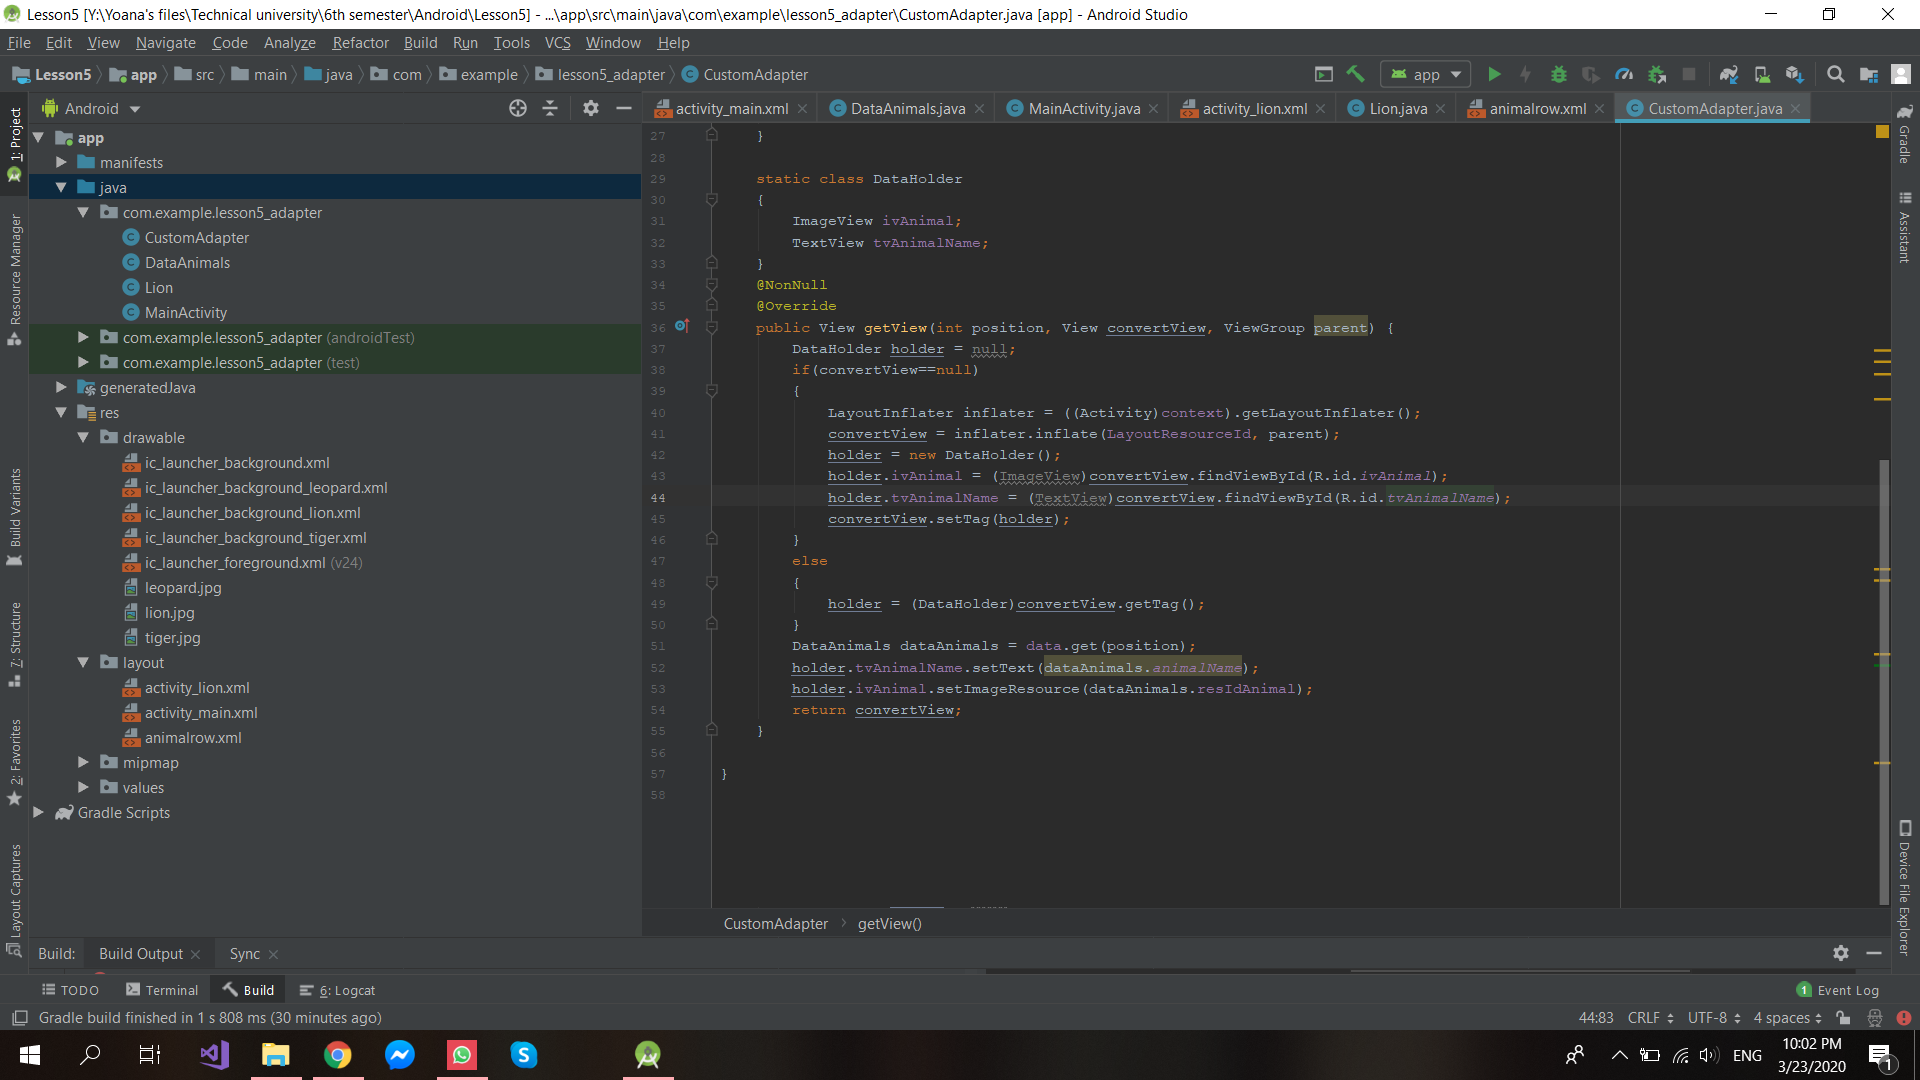 Lesson5 [Y:\Yoana's files\Technical university\6th semester\Android\Lesson5] - ...\app\src\main\java\com\example\lesson5_adapter\CustomAdapter.java [app] - Android Studio
File Edit View Navigate Code Analyze Refactor Build Run Tools VCS Window Help
Lesson5 app src main java com example lesson5_adapter CustomAdapter
app
Android
activity_main.xml DataAnimals.java MainActivity.java activity_lion.xml Lion.java animalrow.xml CustomAdapter.java
1: Project
Resource Manager
Build Variants
7: Structure
2: Favorites
Layout Captures
app
manifests
java
com.example.lesson5_adapter
CustomAdapter
DataAnimals
Lion
MainActivity
com.example.lesson5_adapter (androidTest)
com.example.lesson5_adapter (test)
generatedJava
res
drawable
ic_launcher_background.xml
ic_launcher_background_leopard.xml
ic_launcher_background_lion.xml
ic_launcher_background_tiger.xml
ic_launcher_foreground.xml (v24)
leopard.jpg
lion.jpg
tiger.jpg
layout
activity_lion.xml
activity_main.xml
animalrow.xml
mipmap
values
Gradle Scripts
27 }
28
29 static class DataHolder
30 {
31 ImageView ivAnimal;
32 TextView tvAnimalName;
33 }
34 @NonNull
35 @Override
36 public View getView(int position, View convertView, ViewGroup parent) {
37 DataHolder holder = null;
38 if(convertView==null)
39 {
40 LayoutInflater inflater = ((Activity)context).getLayoutInflater();
41 convertView = inflater.inflate(LayoutResourceId, parent);
42 holder = new DataHolder();
43 holder.ivAnimal = (ImageView)convertView.findViewById(R.id.ivAnimal);
44 holder.tvAnimalName = (TextView)convertView.findViewById(R.id.tvAnimalName);
45 convertView.setTag(holder);
46 }
47 else
48 {
49 holder = (DataHolder)convertView.getTag();
50 }
51 DataAnimals dataAnimals = data.get(position);
52 holder.tvAnimalName.setText(dataAnimals.animalName);
53 holder.ivAnimal.setImageResource(dataAnimals.resIdAnimal);
54 return convertView;
55 }
56
57 }
58
Gradle
Assistant
Device File Explorer
CustomAdapter getView()
Build: Build Output Sync
TODO Terminal Build 6: Logcat 1 Event Log
Gradle build finished in 1 s 808 ms (30 minutes ago) 44:83 CRLF UTF-8 4 spaces
ENG
10:02 PM
3/23/2020
1